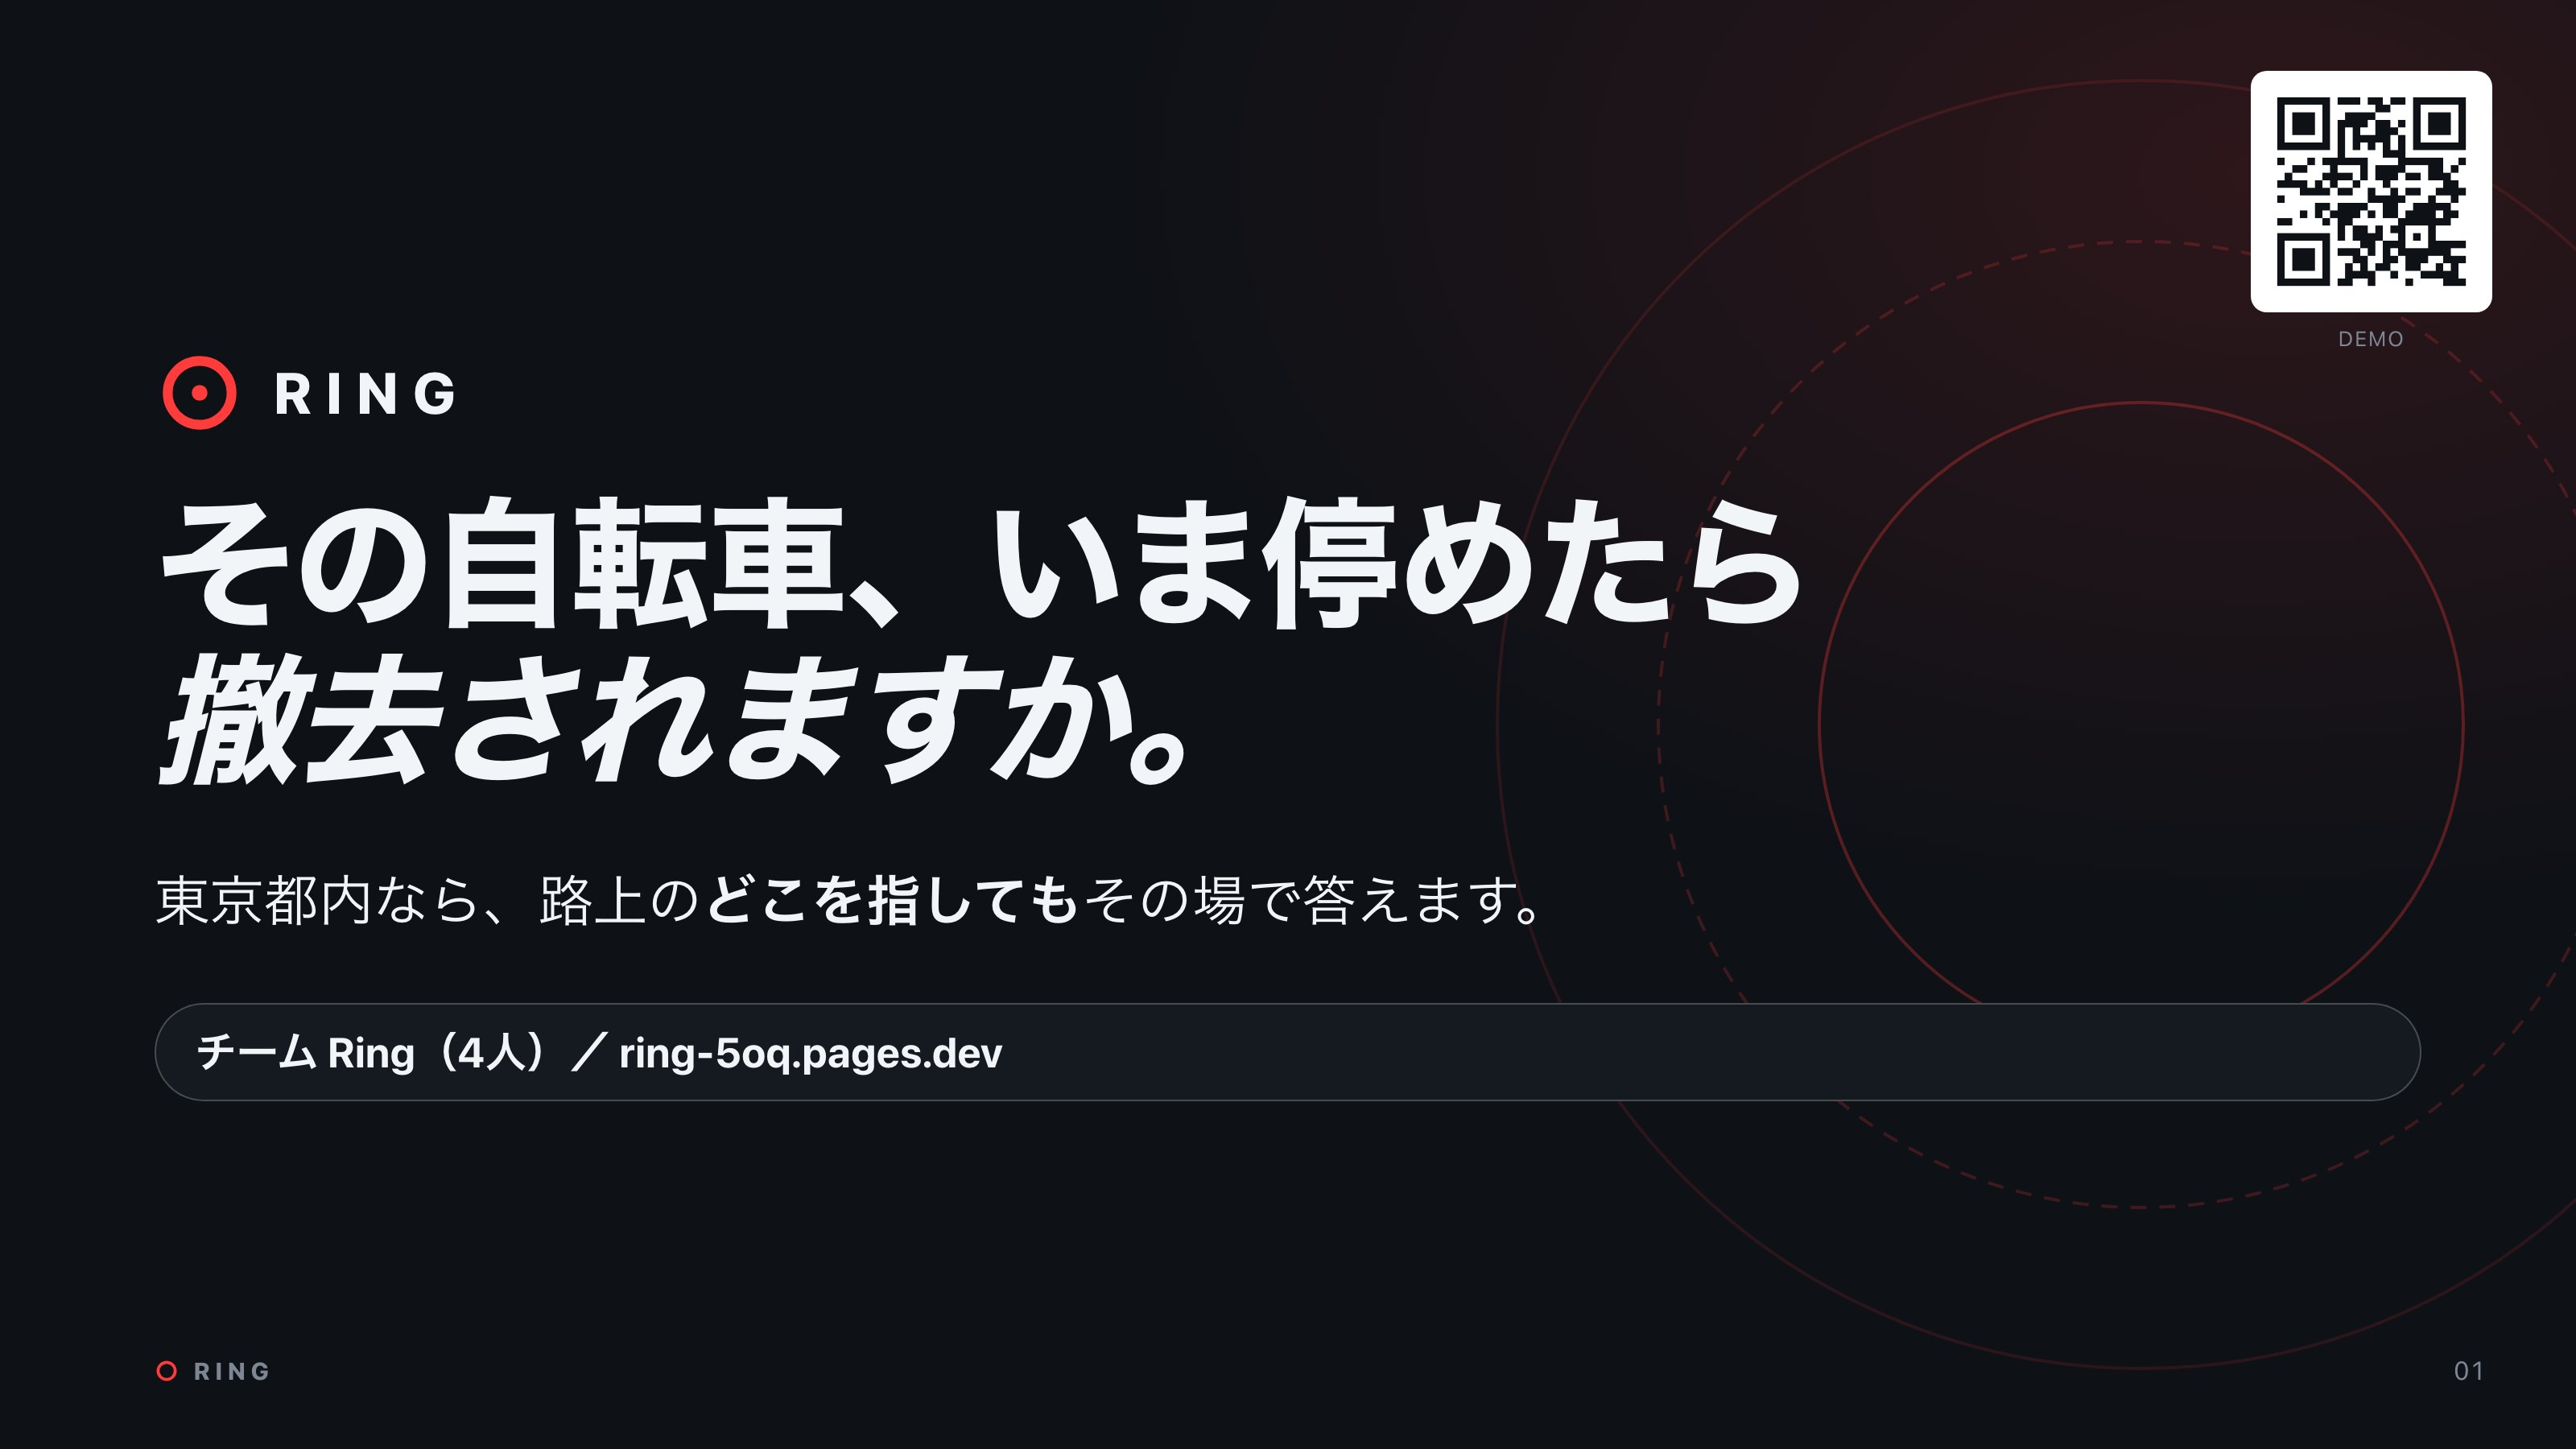 DEMO
RING
その自転車、いま停めたら
撤去されますか。
東京都内なら、路上のどこを指してもその場で答えます。
チーム Ring（4人）／ ring-5oq.pages.dev
RING
01